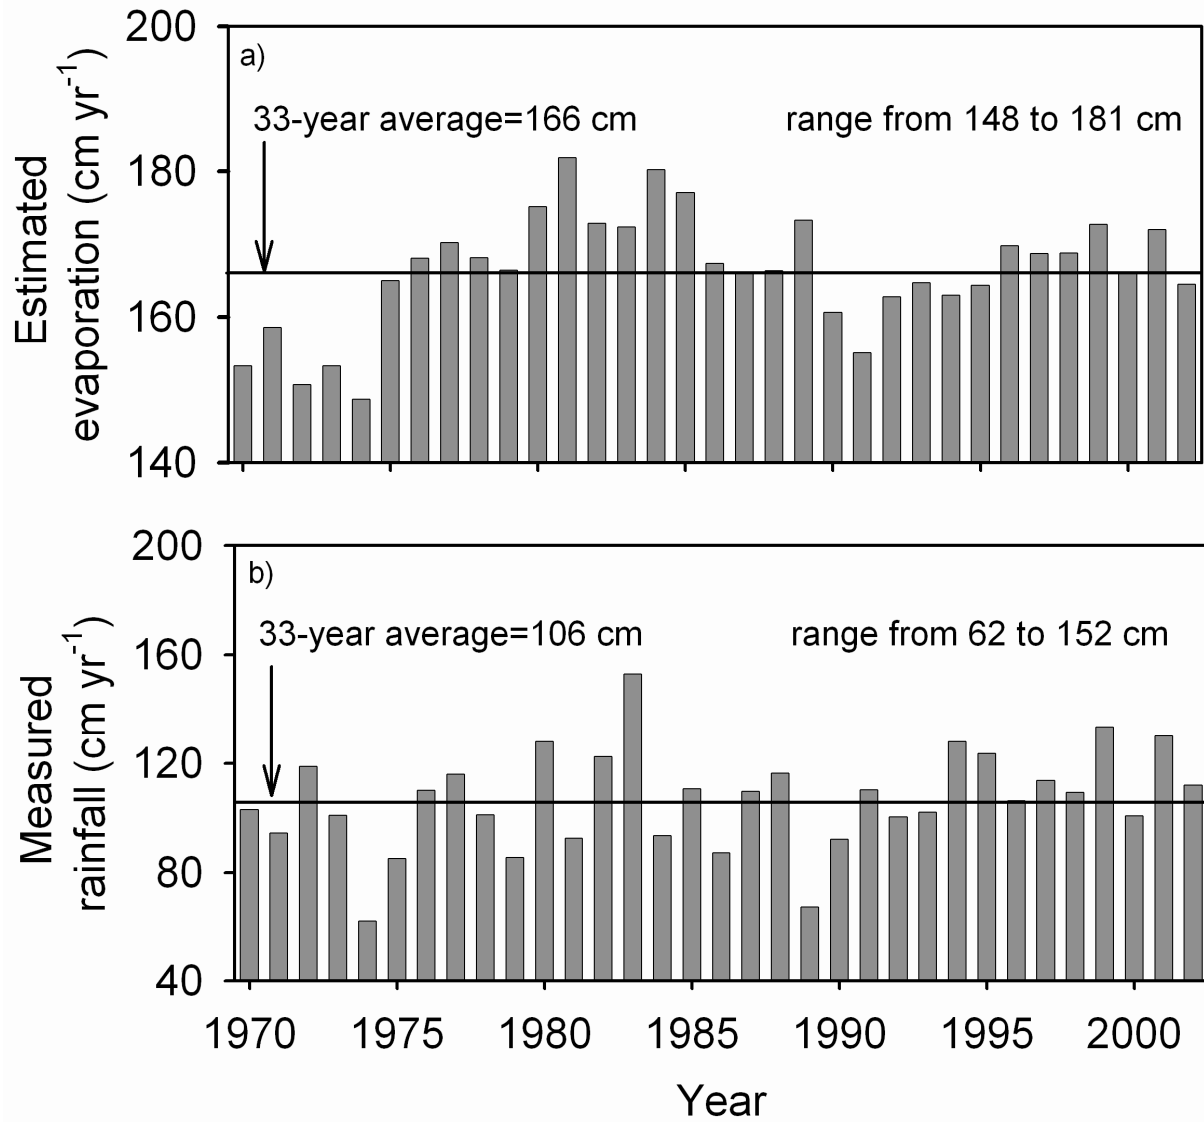 200
180
160
140
Estimated
evaporation (cm yr-1)
a)
33-year average=166 cm
range from 148 to 181 cm
200
160
120
80
40
Measured
rainfall (cm yr-1)
b)
33-year average=106 cm
range from 62 to 152 cm
1970 1975 1980 1985 1990 1995 2000
Year